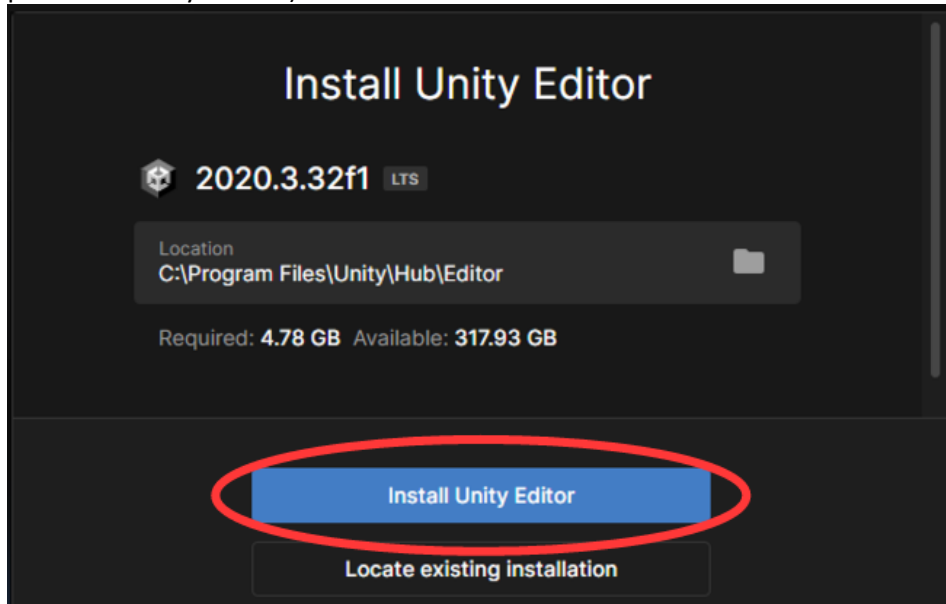 Install Unity Editor
2020.3.32f1 LTS
Location
C:\Program Files\Unity\Hub\Editor
Required: 4.78 GB Available: 317.93 GB
Install Unity Editor
Locate existing installation